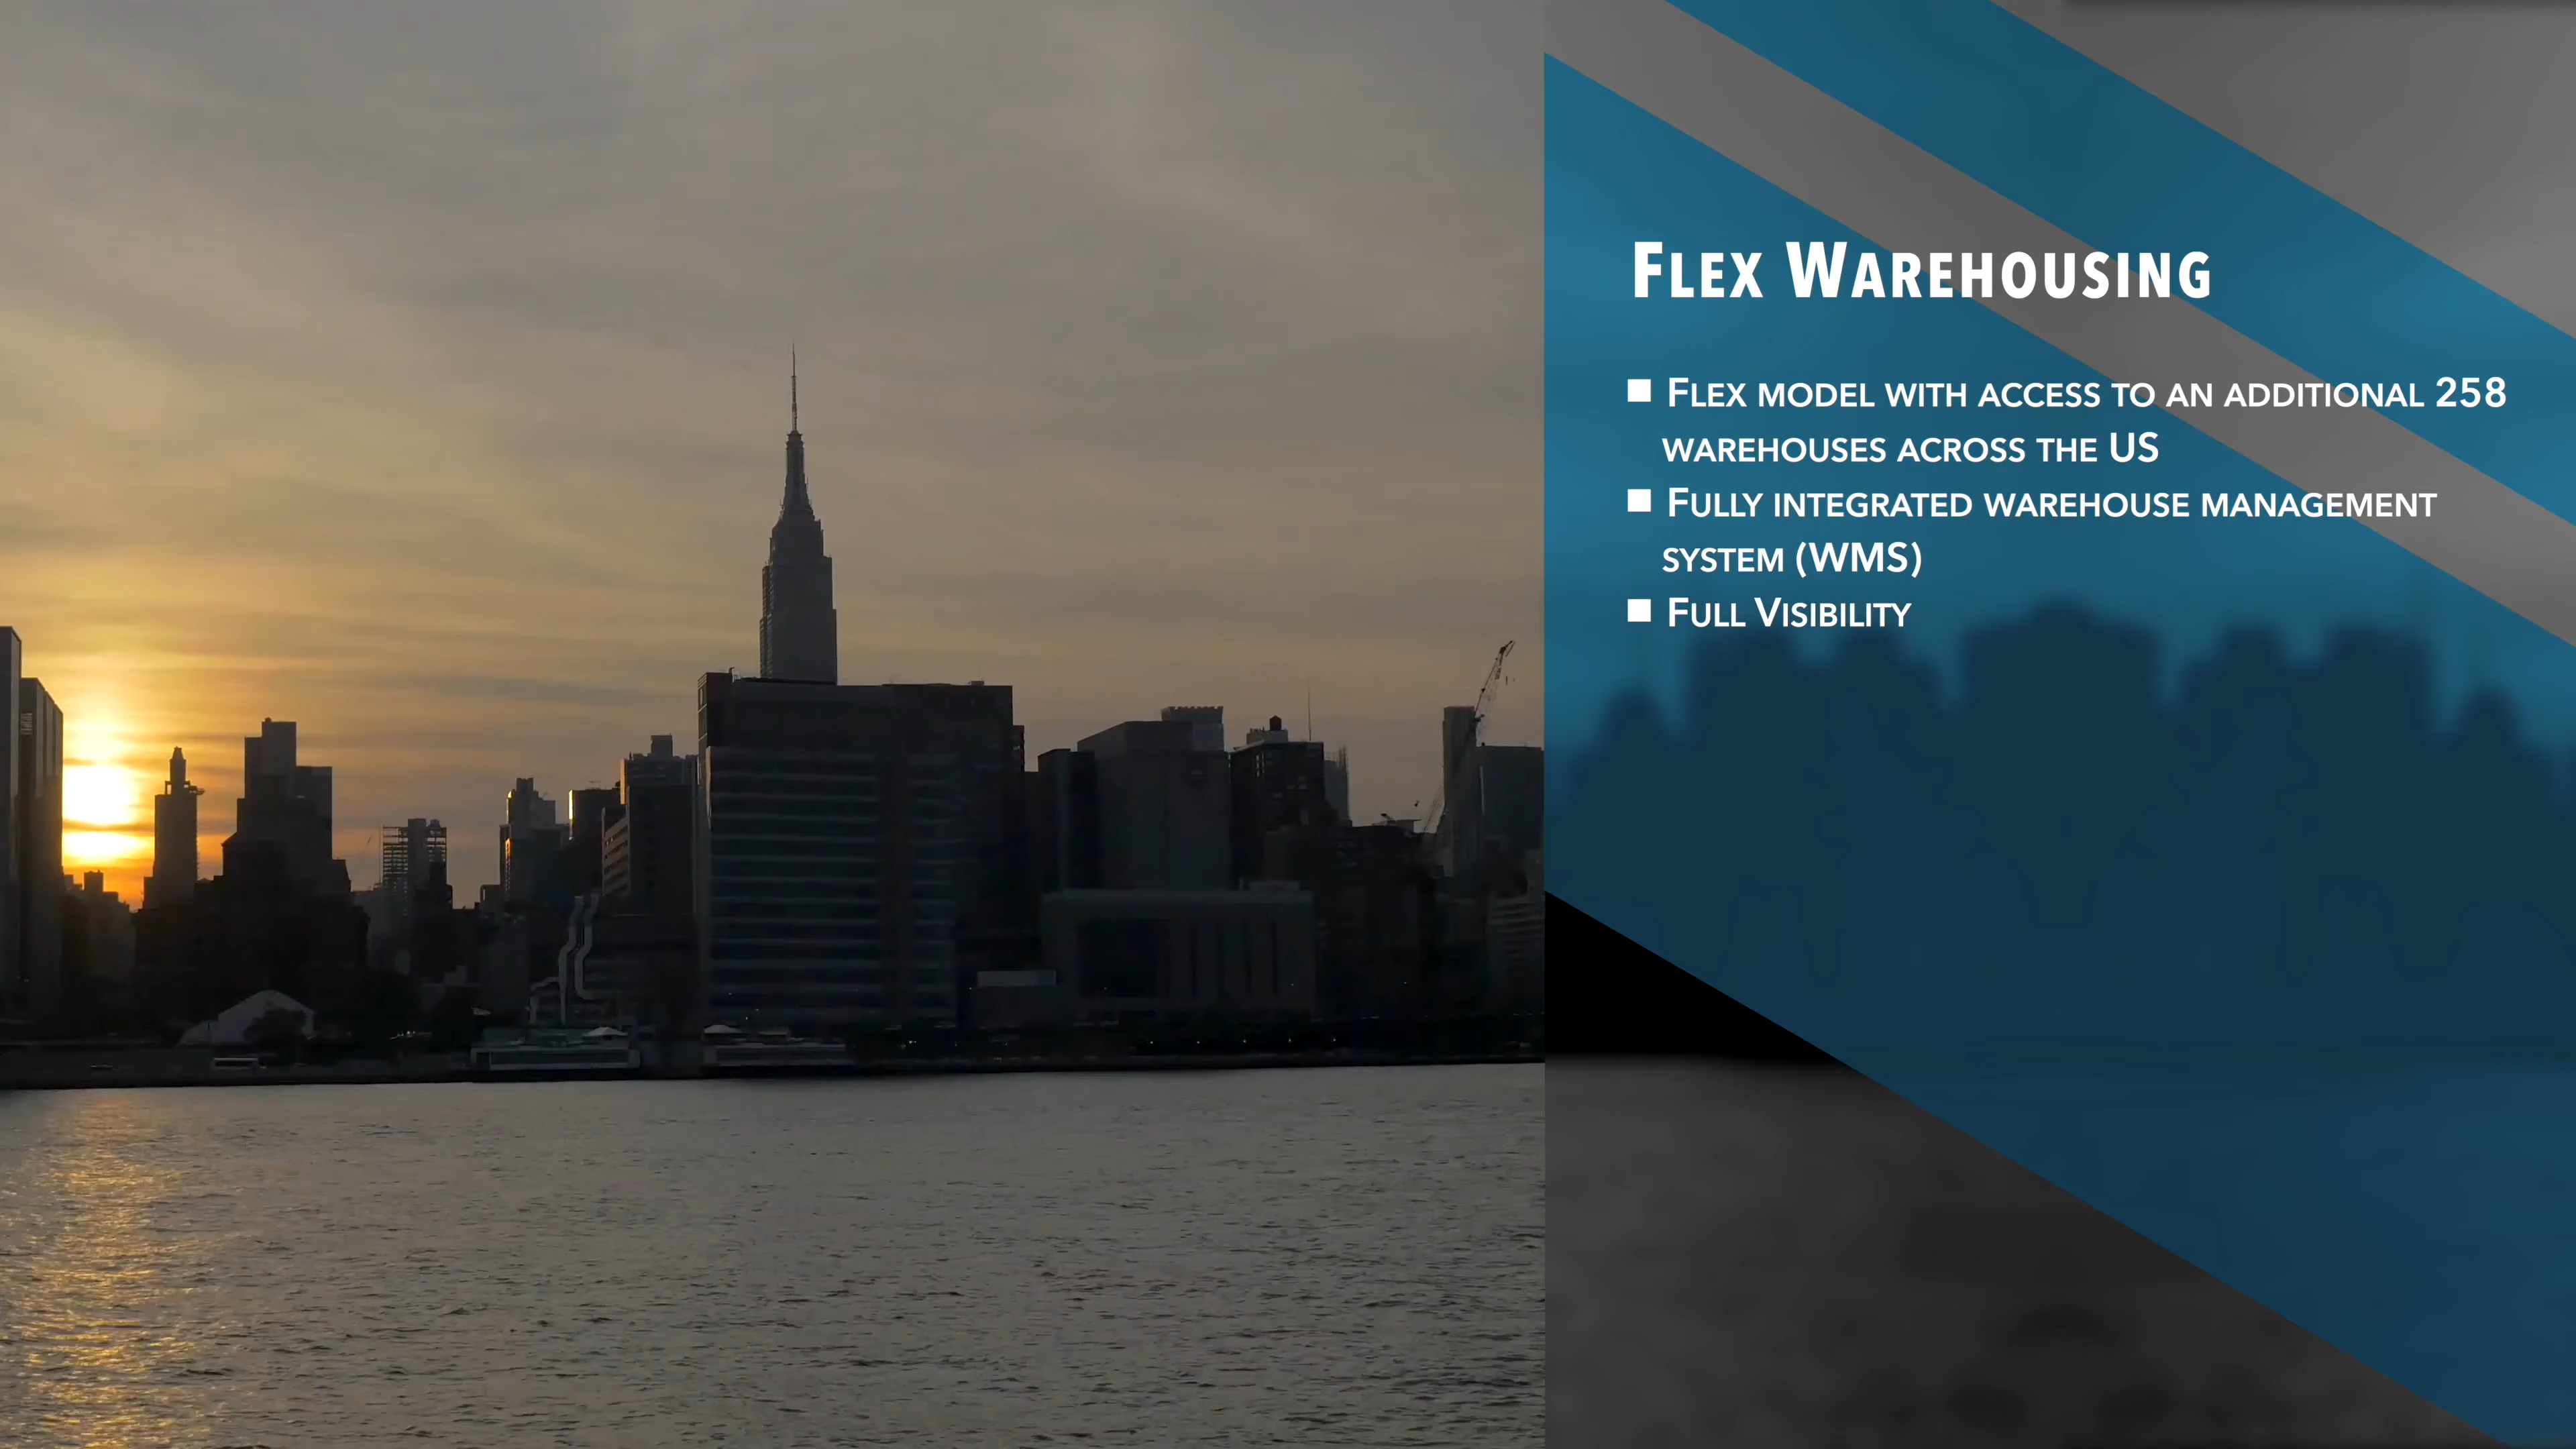 Flex Warehousing
■ Flex model with access to an additional 258
warehouses across the US
■ Fully integrated warehouse management
system (WMS)
■ Full Visibility